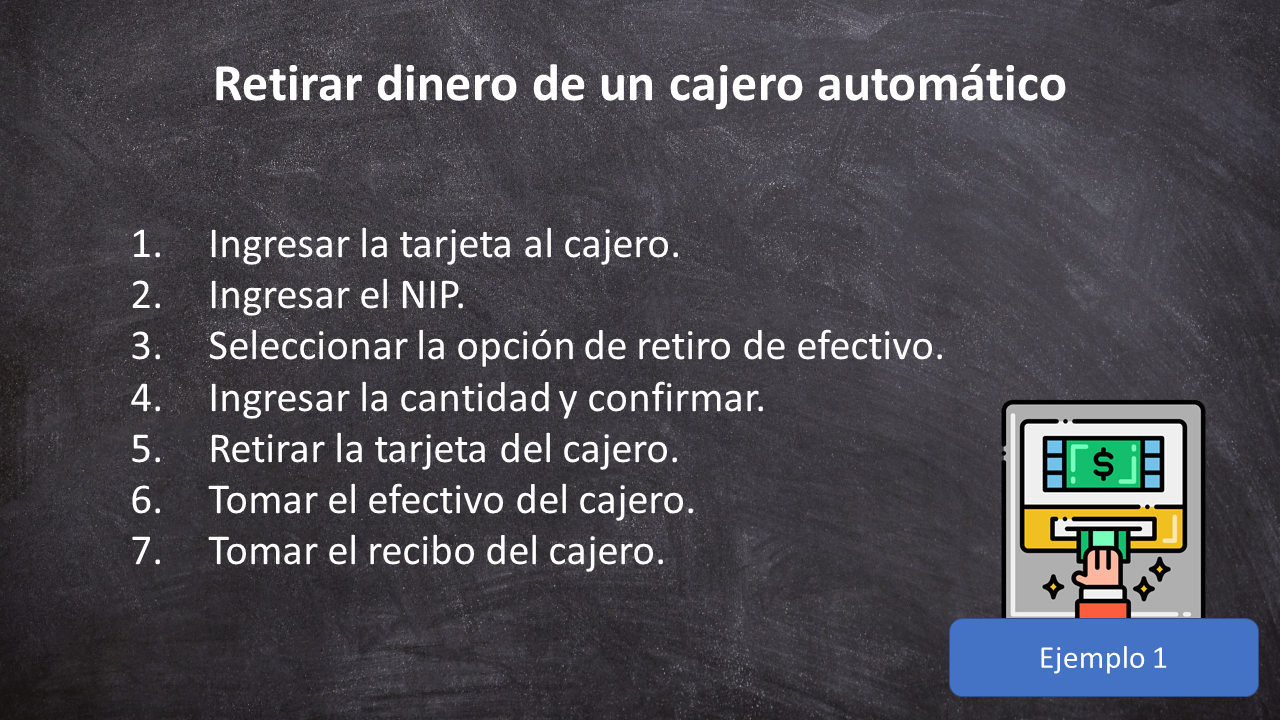 Retirar dinero de un cajero automático
1. Ingresar la tarjeta al cajero.
2. Ingresar el NIP.
3. Seleccionar la opción de retiro de efectivo.
4. Ingresar la cantidad y confirmar.
5. Retirar la tarjeta del cajero.
6. Tomar el efectivo del cajero.
7. Tomar el recibo del cajero.
$
Ejemplo 1